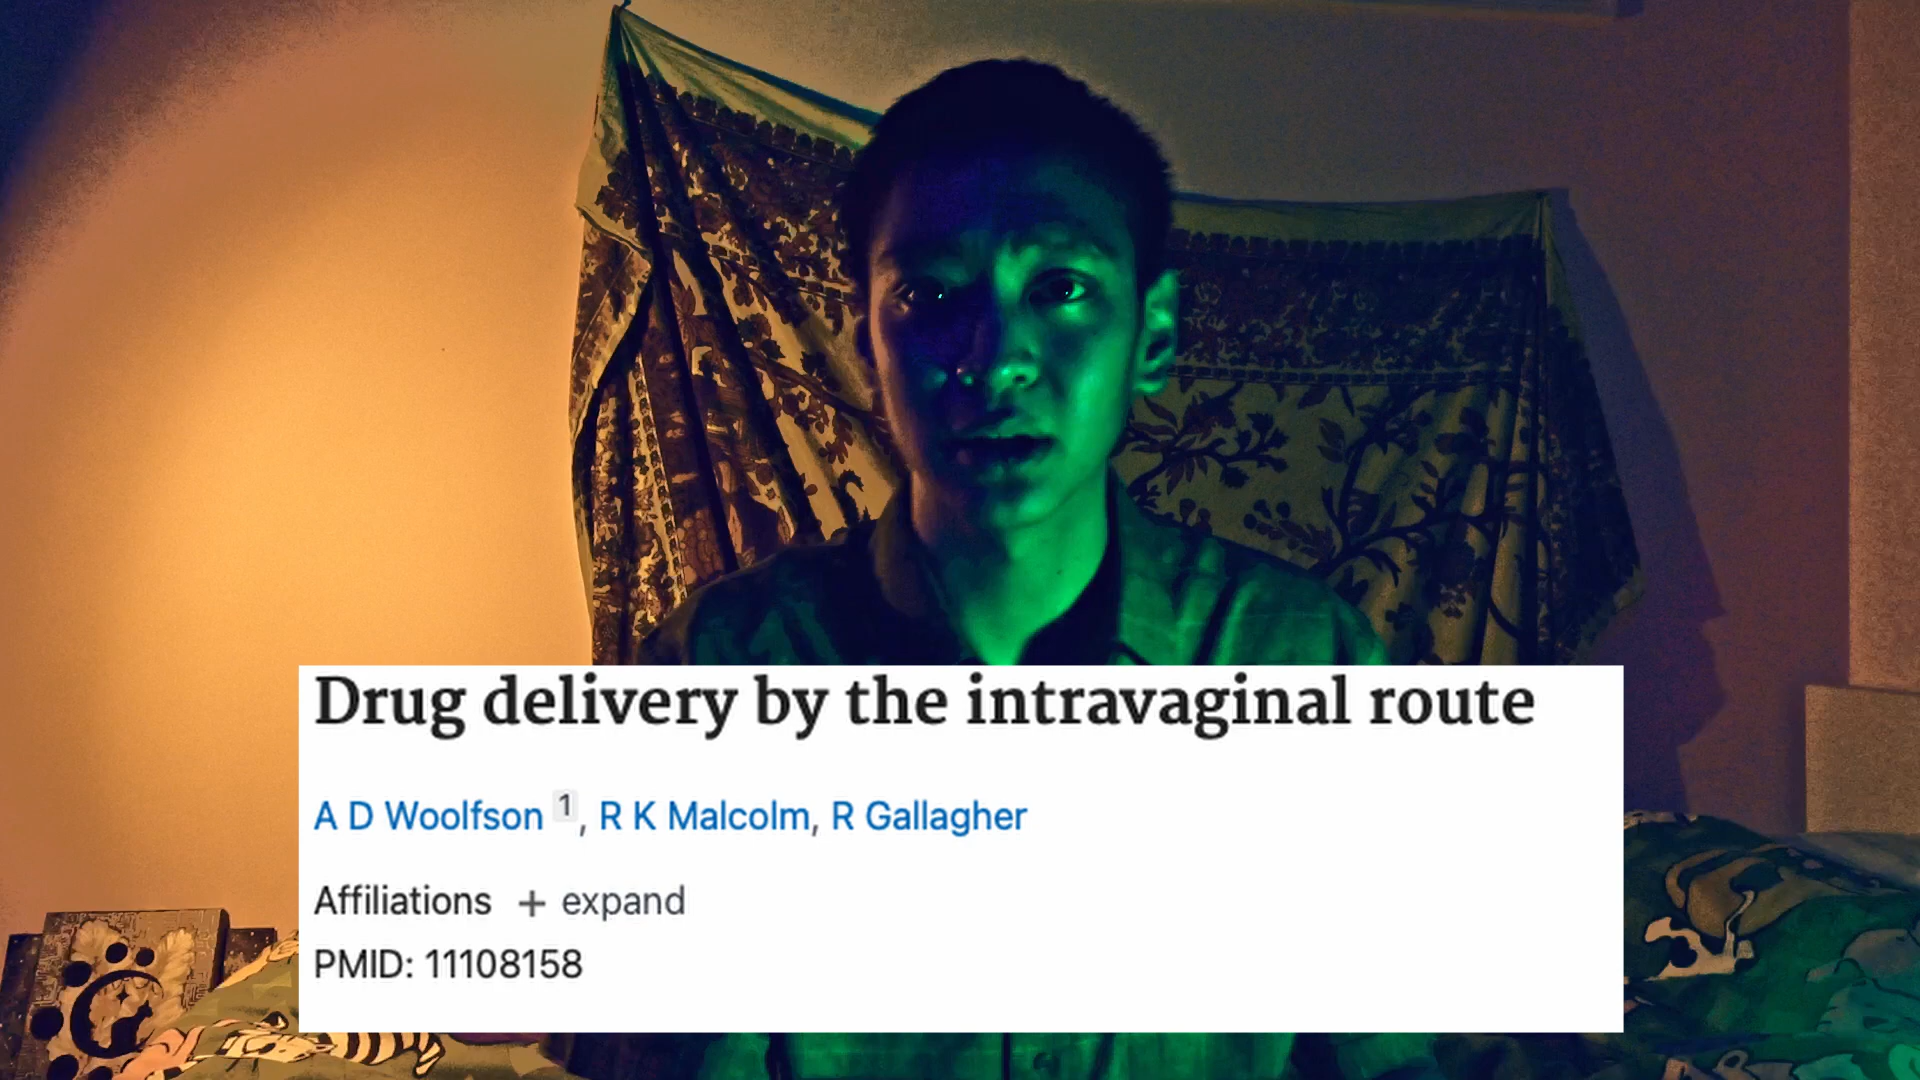 Drug delivery by the intravaginal route
A D Woolfson 1, R K Malcolm, R Gallagher
Affiliations + expand
PMID: 11108158